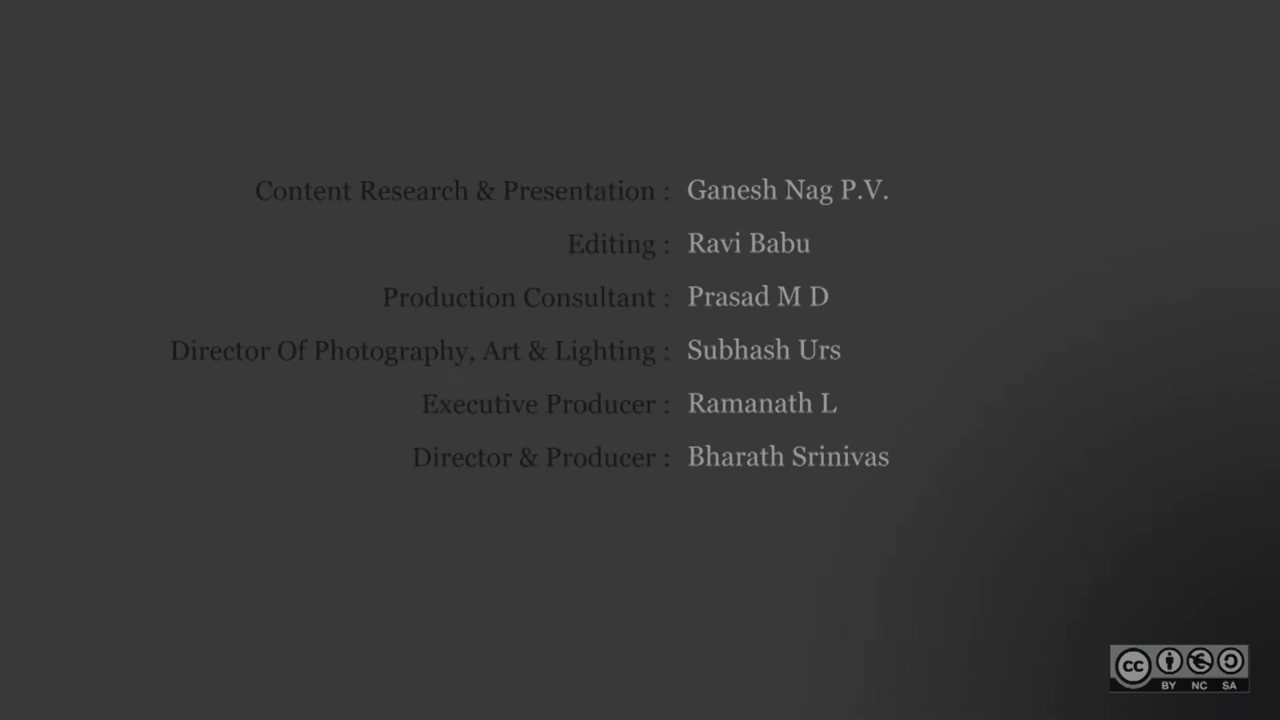 Content Research & Presentation : Ganesh Nag P.V.
Editing : Ravi Babu
Production Consultant : Prasad M D
Director Of Photography, Art & Lighting : Subhash Urs
Executive Producer : Ramanath L
Director & Producer : Bharath Srinivas
cc
BY NC SA